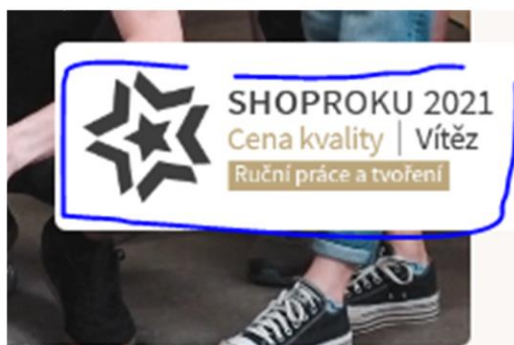 SHOPROKU 2021
Cena kvality | Vítěz
Ruční práce a tvoření